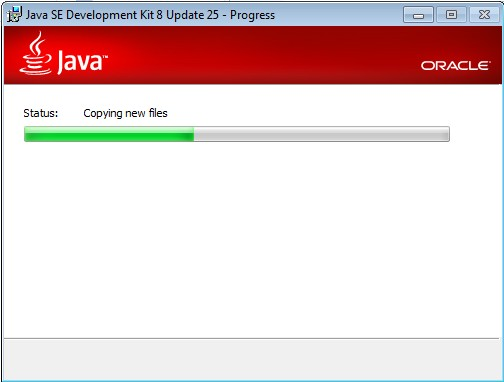 Java SE Development Kit 8 Update 25 - Progress
Java™
ORACLE®
Status: Copying new files